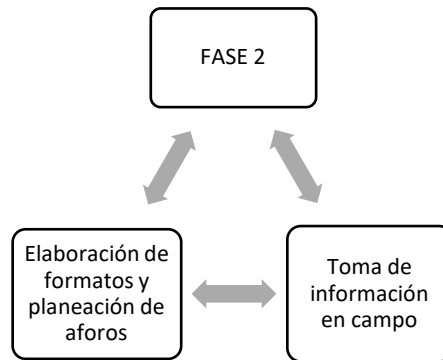 FASE 2
Elaboración de
formatos y
planeación de
aforos
Toma de
información
en campo